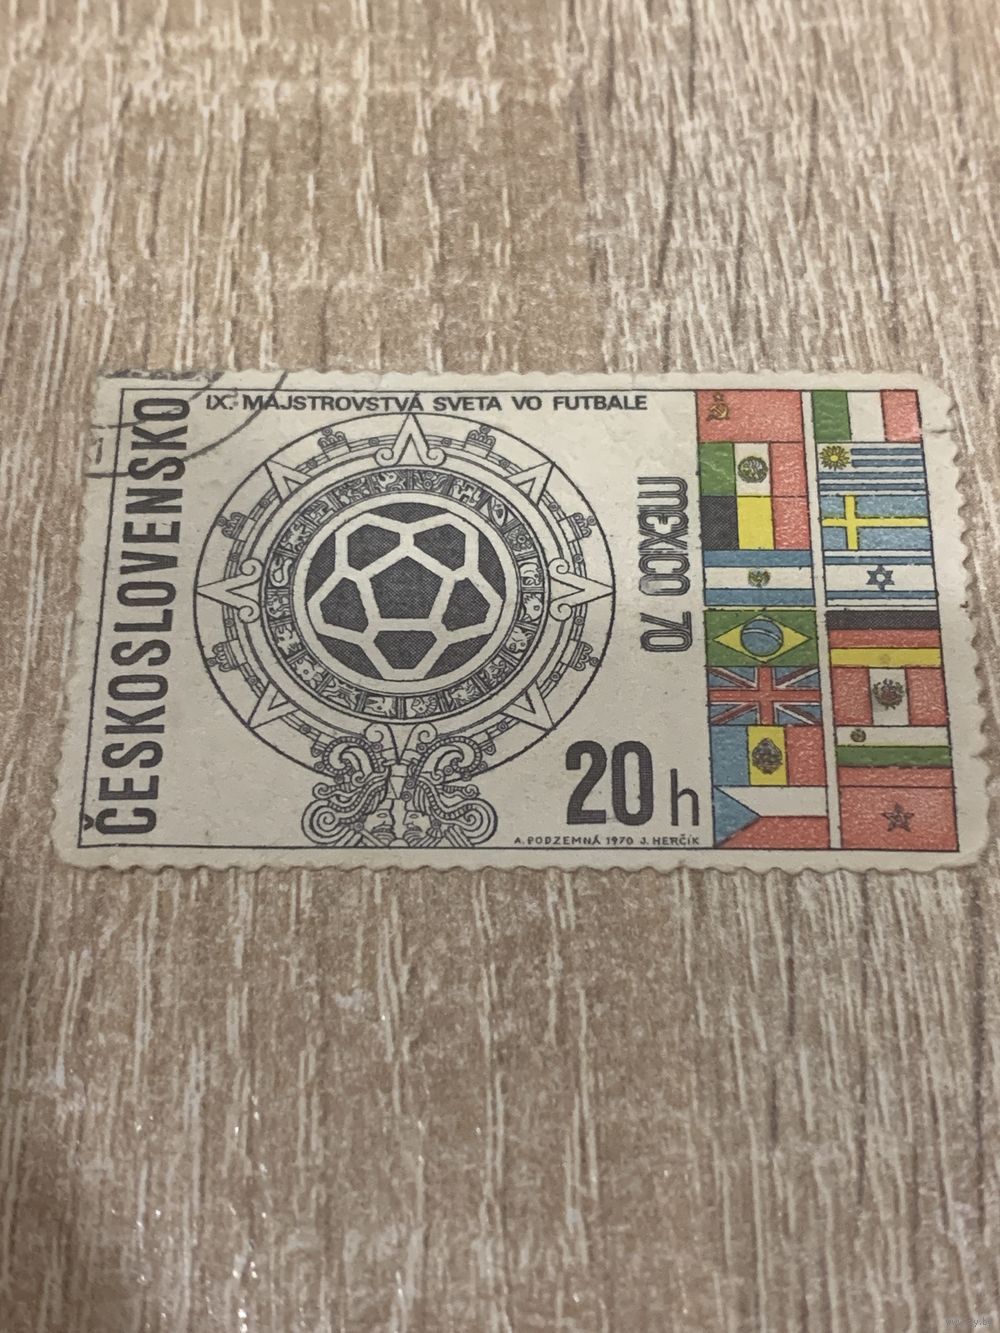 IX. MAJSTROVSTVÁ SVETA VO FUTBALE
ČESKOSLOVENSKO
MEXICO 70
20 h
A. PODZEMNÁ 1970 J. HERČÍK